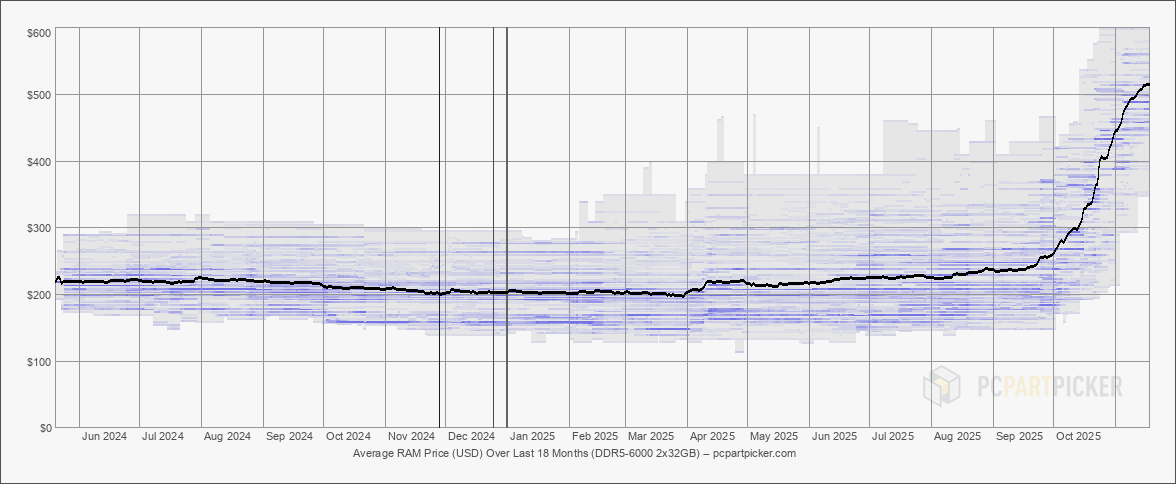 $600
$500
$400
$300
$200
$100
$0
Jun 2024 Jul 2024 Aug 2024 Sep 2024 Oct 2024 Nov 2024 Dec 2024 Jan 2025 Feb 2025 Mar 2025 Apr 2025 May 2025 Jun 2025 Jul 2025 Aug 2025 Sep 2025 Oct 2025
Average RAM Price (USD) Over Last 18 Months (DDR5-6000 2x32GB) -- pcpartpicker.com
PCPARTPICKER